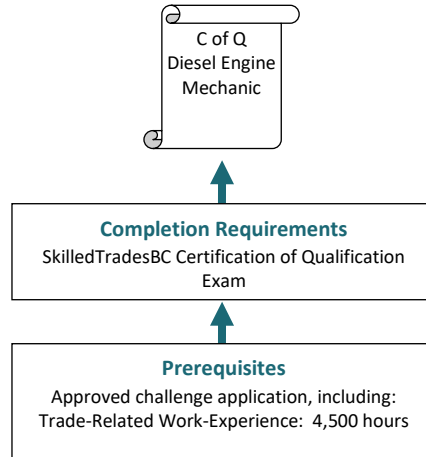 C of Q
Diesel Engine
Mechanic
Completion Requirements
SkilledTradesBC Certification of Qualification
Exam
Prerequisites
Approved challenge application, including:
Trade-Related Work-Experience: 4,500 hours